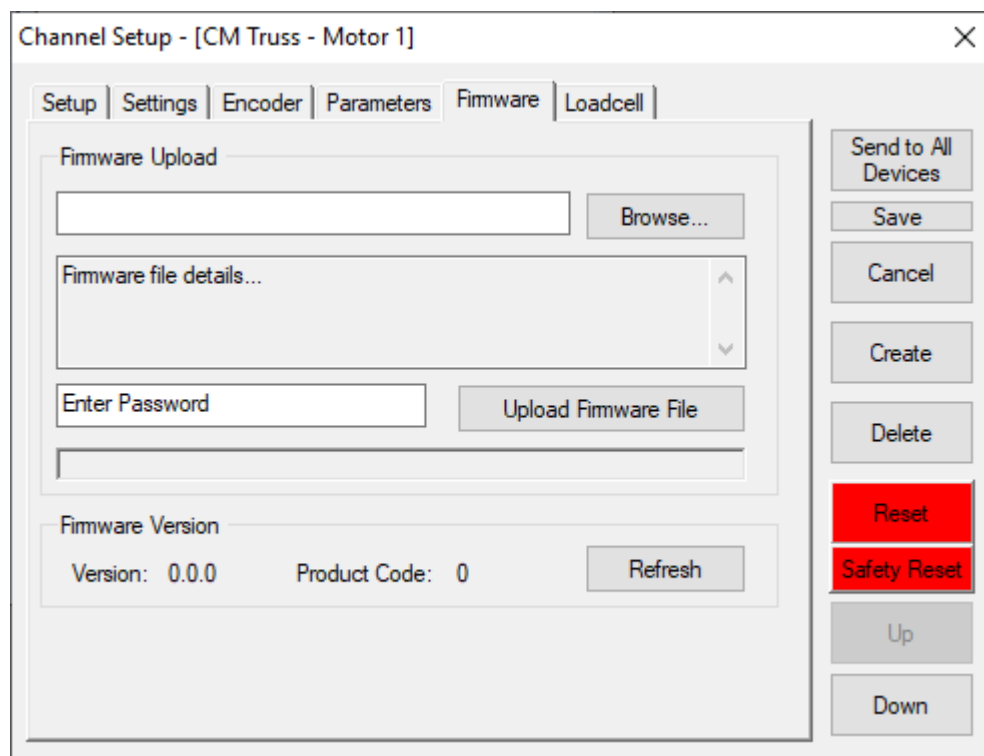 Channel Setup - [CM Truss - Motor 1]
Setup Settings Encoder Parameters Firmware Loadcell
Firmware Upload
Browse...
Firmware file details...
Enter Password
Upload Firmware File
Firmware Version
Version: 0.0.0 Product Code: 0
Refresh
Send to All
Devices
Save
Cancel
Create
Delete
Reset
Safety Reset
Up
Down